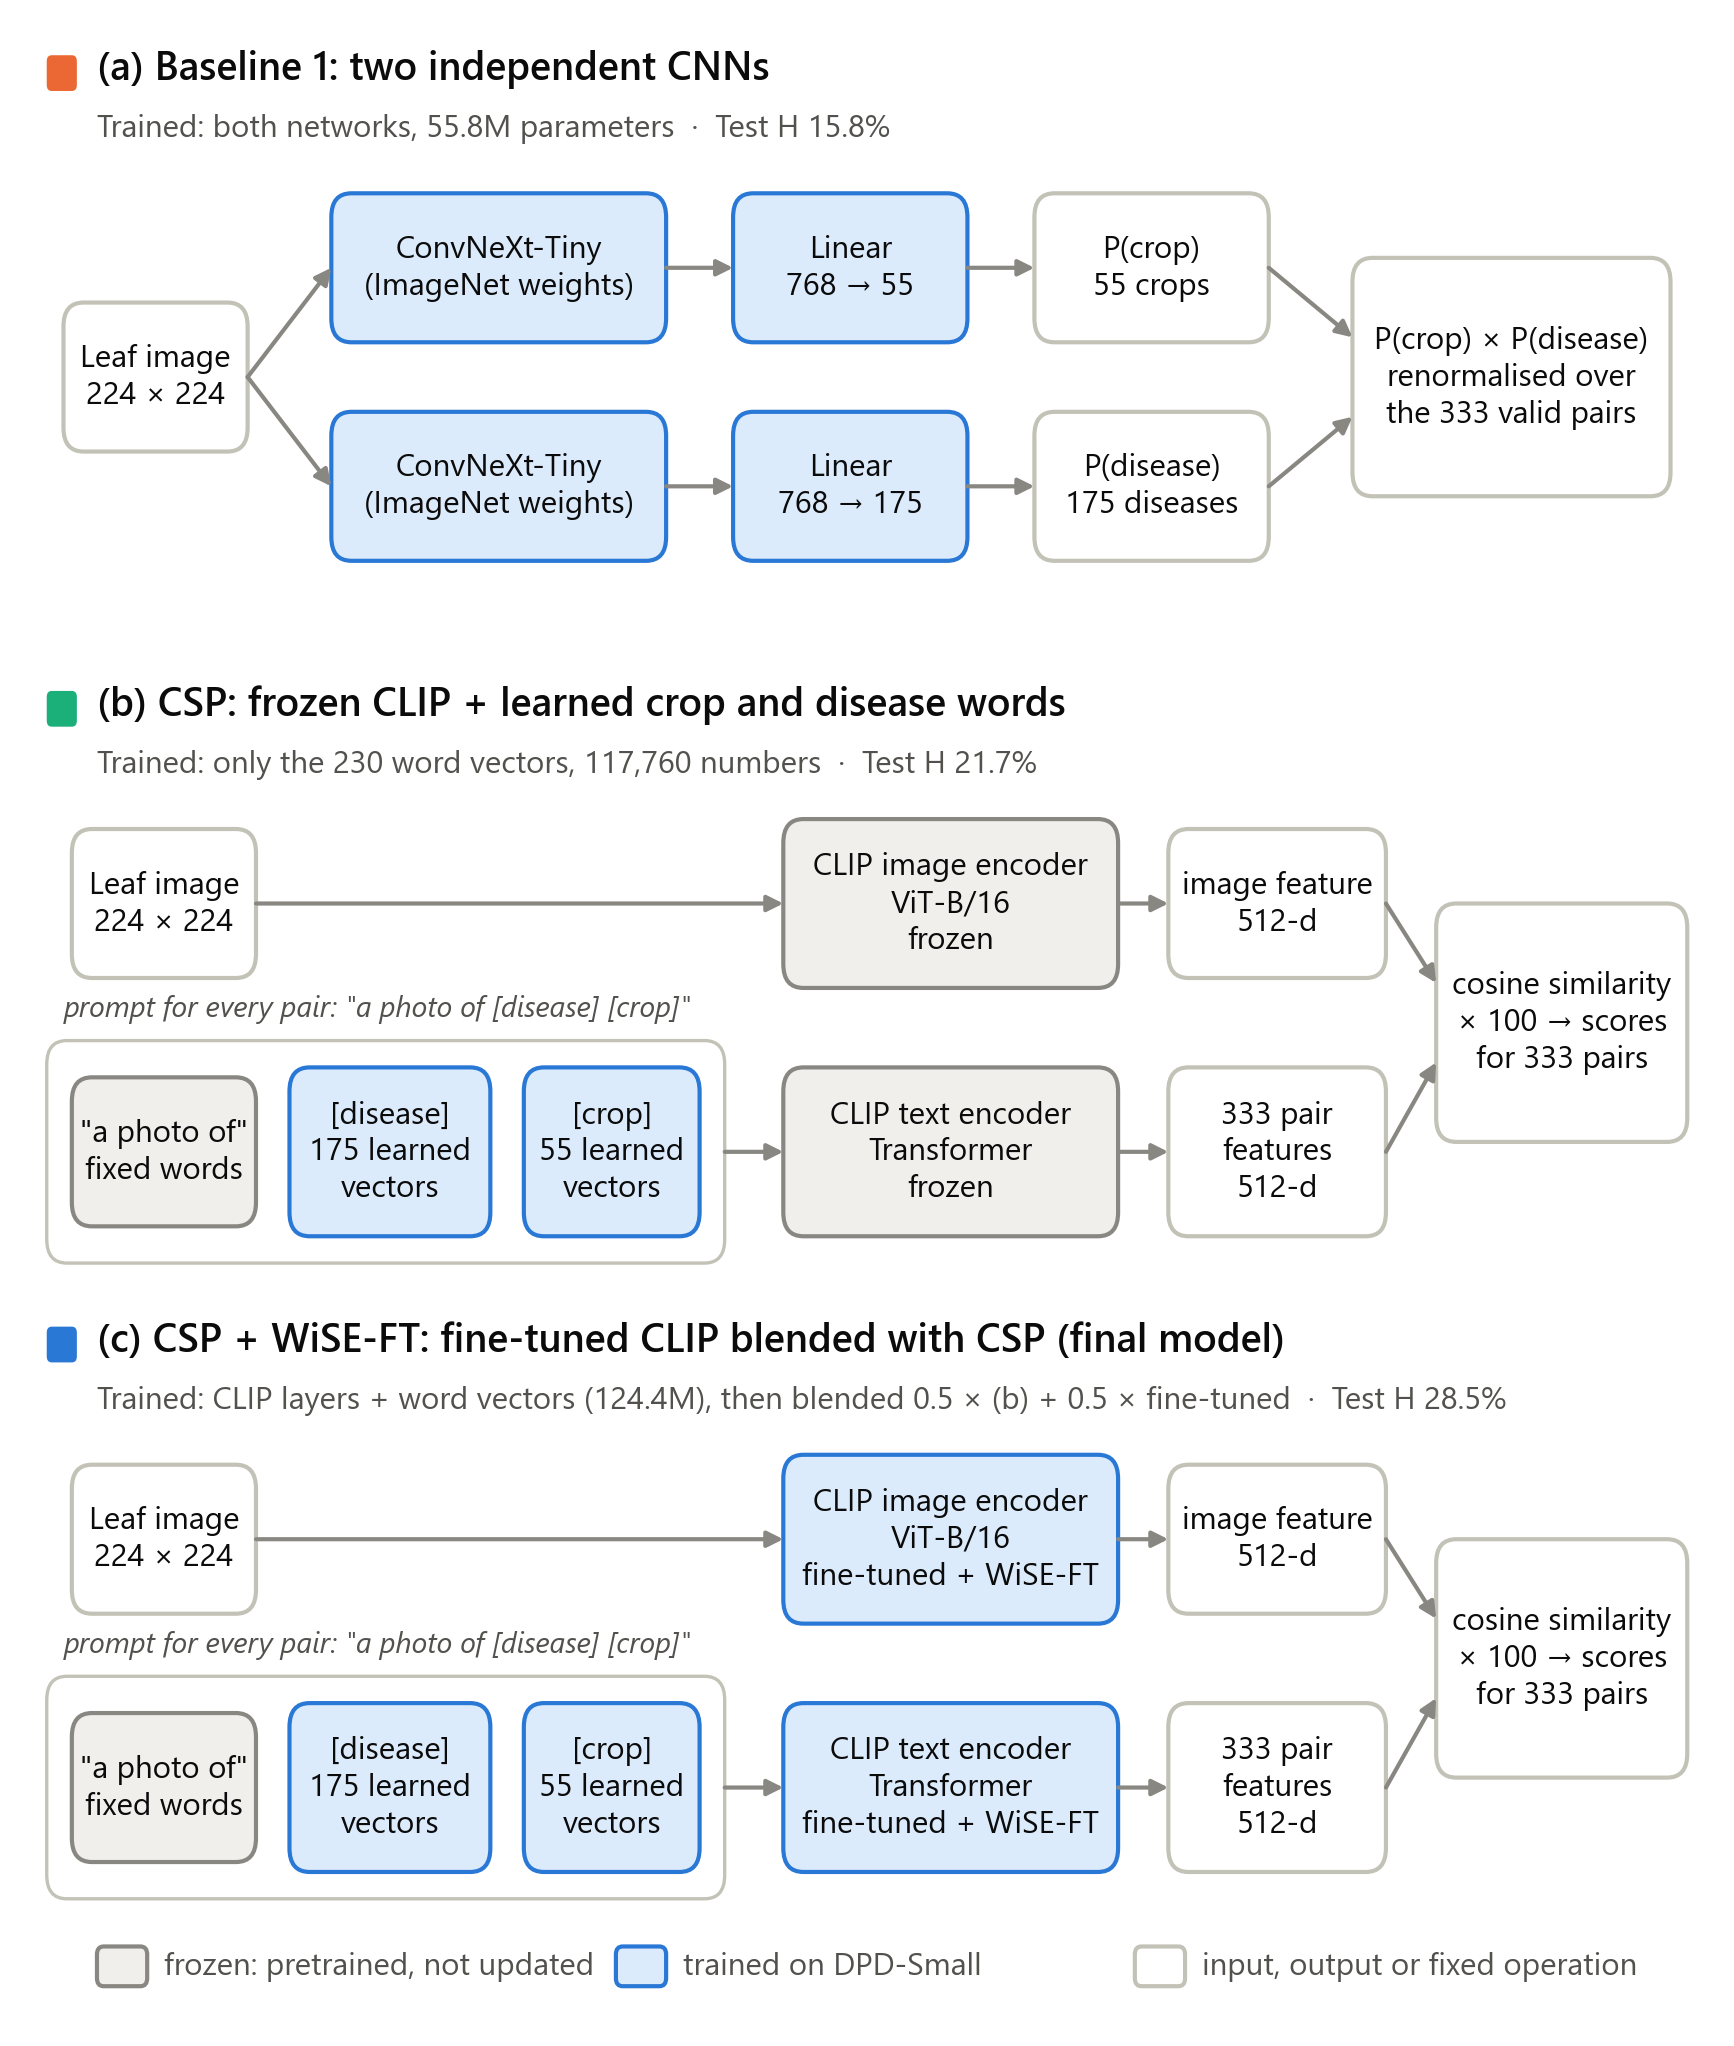 (a) Baseline 1: two independent CNNs
Trained: both networks, 55.8M parameters · Test H 15.8%
Leaf image
224 × 224
ConvNeXt-Tiny
(ImageNet weights)
Linear
768 → 55
P(crop)
55 crops
ConvNeXt-Tiny
(ImageNet weights)
Linear
768 → 175
P(disease)
175 diseases
P(crop) × P(disease)
renormalised over
the 333 valid pairs
(b) CSP: frozen CLIP + learned crop and disease words
Trained: only the 230 word vectors, 117,760 numbers · Test H 21.7%
Leaf image
224 × 224
CLIP image encoder
ViT-B/16
frozen
image feature
512-d
prompt for every pair: "a photo of [disease] [crop]"
"a photo of"
fixed words
[disease]
175 learned
vectors
[crop]
55 learned
vectors
CLIP text encoder
Transformer
frozen
333 pair
features
512-d
cosine similarity
× 100 → scores
for 333 pairs
(c) CSP + WiSE-FT: fine-tuned CLIP blended with CSP (final model)
Trained: CLIP layers + word vectors (124.4M), then blended 0.5 × (b) + 0.5 × fine-tuned · Test H 28.5%
Leaf image
224 × 224
CLIP image encoder
ViT-B/16
fine-tuned + WiSE-FT
image feature
512-d
prompt for every pair: "a photo of [disease] [crop]"
"a photo of"
fixed words
[disease]
175 learned
vectors
[crop]
55 learned
vectors
CLIP text encoder
Transformer
fine-tuned + WiSE-FT
333 pair
features
512-d
cosine similarity
× 100 → scores
for 333 pairs
frozen: pretrained, not updated
trained on DPD-Small
input, output or fixed operation